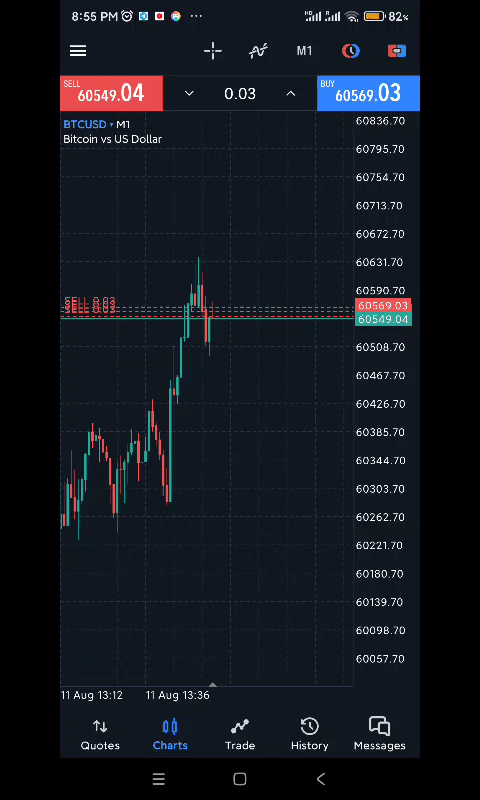 8:55 PM 82%
M1
SELL
60549.04
0.03
BUY
60569.03
BTCUSD M1
Bitcoin vs US Dollar
60836.70
60795.70
60754.70
60713.70
60672.70
60631.70
60590.70
SELL 0.03
SELL 0.03
60569.03
60549.04
60508.70
60467.70
60426.70
60385.70
60344.70
60303.70
60262.70
60221.70
60180.70
60139.70
60098.70
60057.70
11 Aug 13:12 11 Aug 13:36
Quotes Charts Trade History Messages